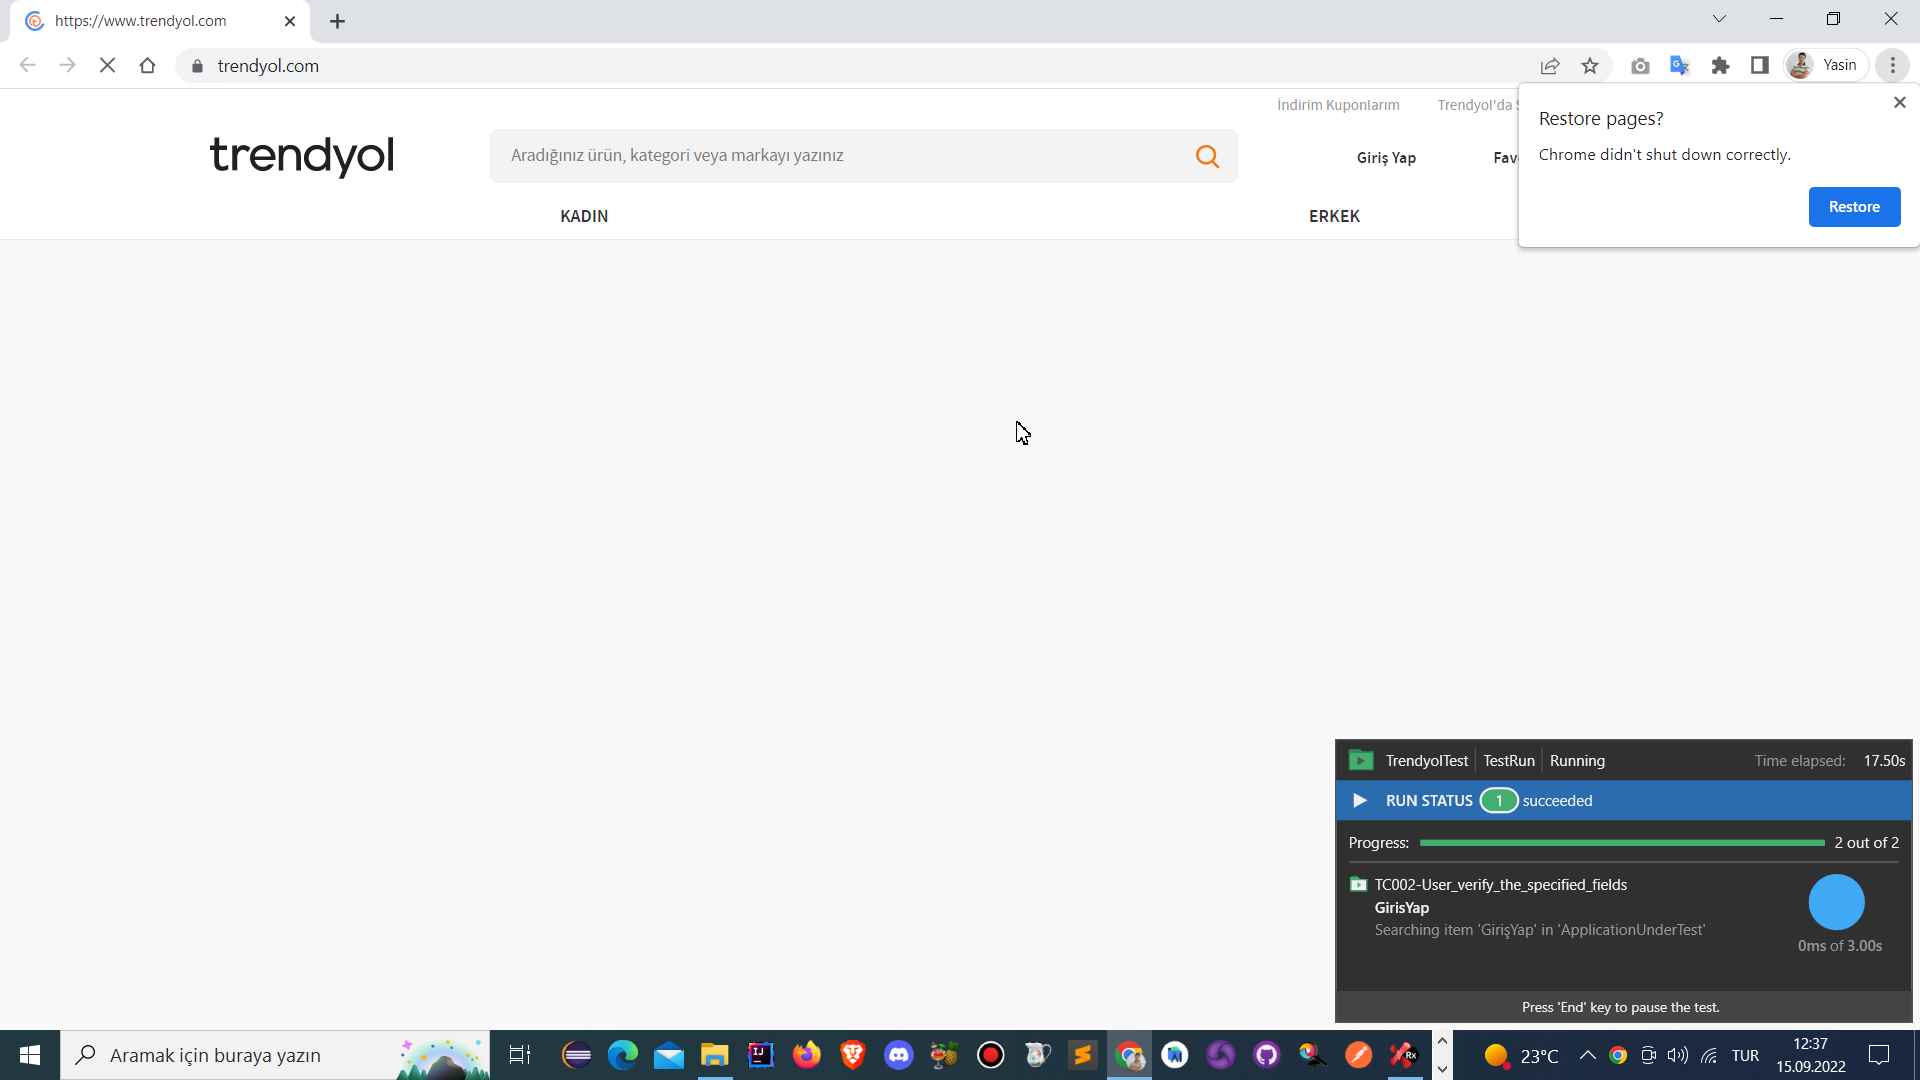 https://www.trendyol.com
trendyol.com
Yasin
İndirim Kuponlarım Trendyol'da S
Restore pages?
Chrome didn't shut down correctly.
Restore
trendyol
Aradığınız ürün, kategori veya markayı yazınız
Giriş Yap
Fav
KADIN
ERKEK
TrendyolTest TestRun Running Time elapsed: 17.50s
RUN STATUS 1 succeeded
Progress: 2 out of 2
TC002-User_verify_the_specified_fields
GirisYap
Searching item 'GirişYap' in 'ApplicationUnderTest'
0ms of 3.00s
Press 'End' key to pause the test.
Aramak için buraya yazın
23°C
TUR
12:37
15.09.2022